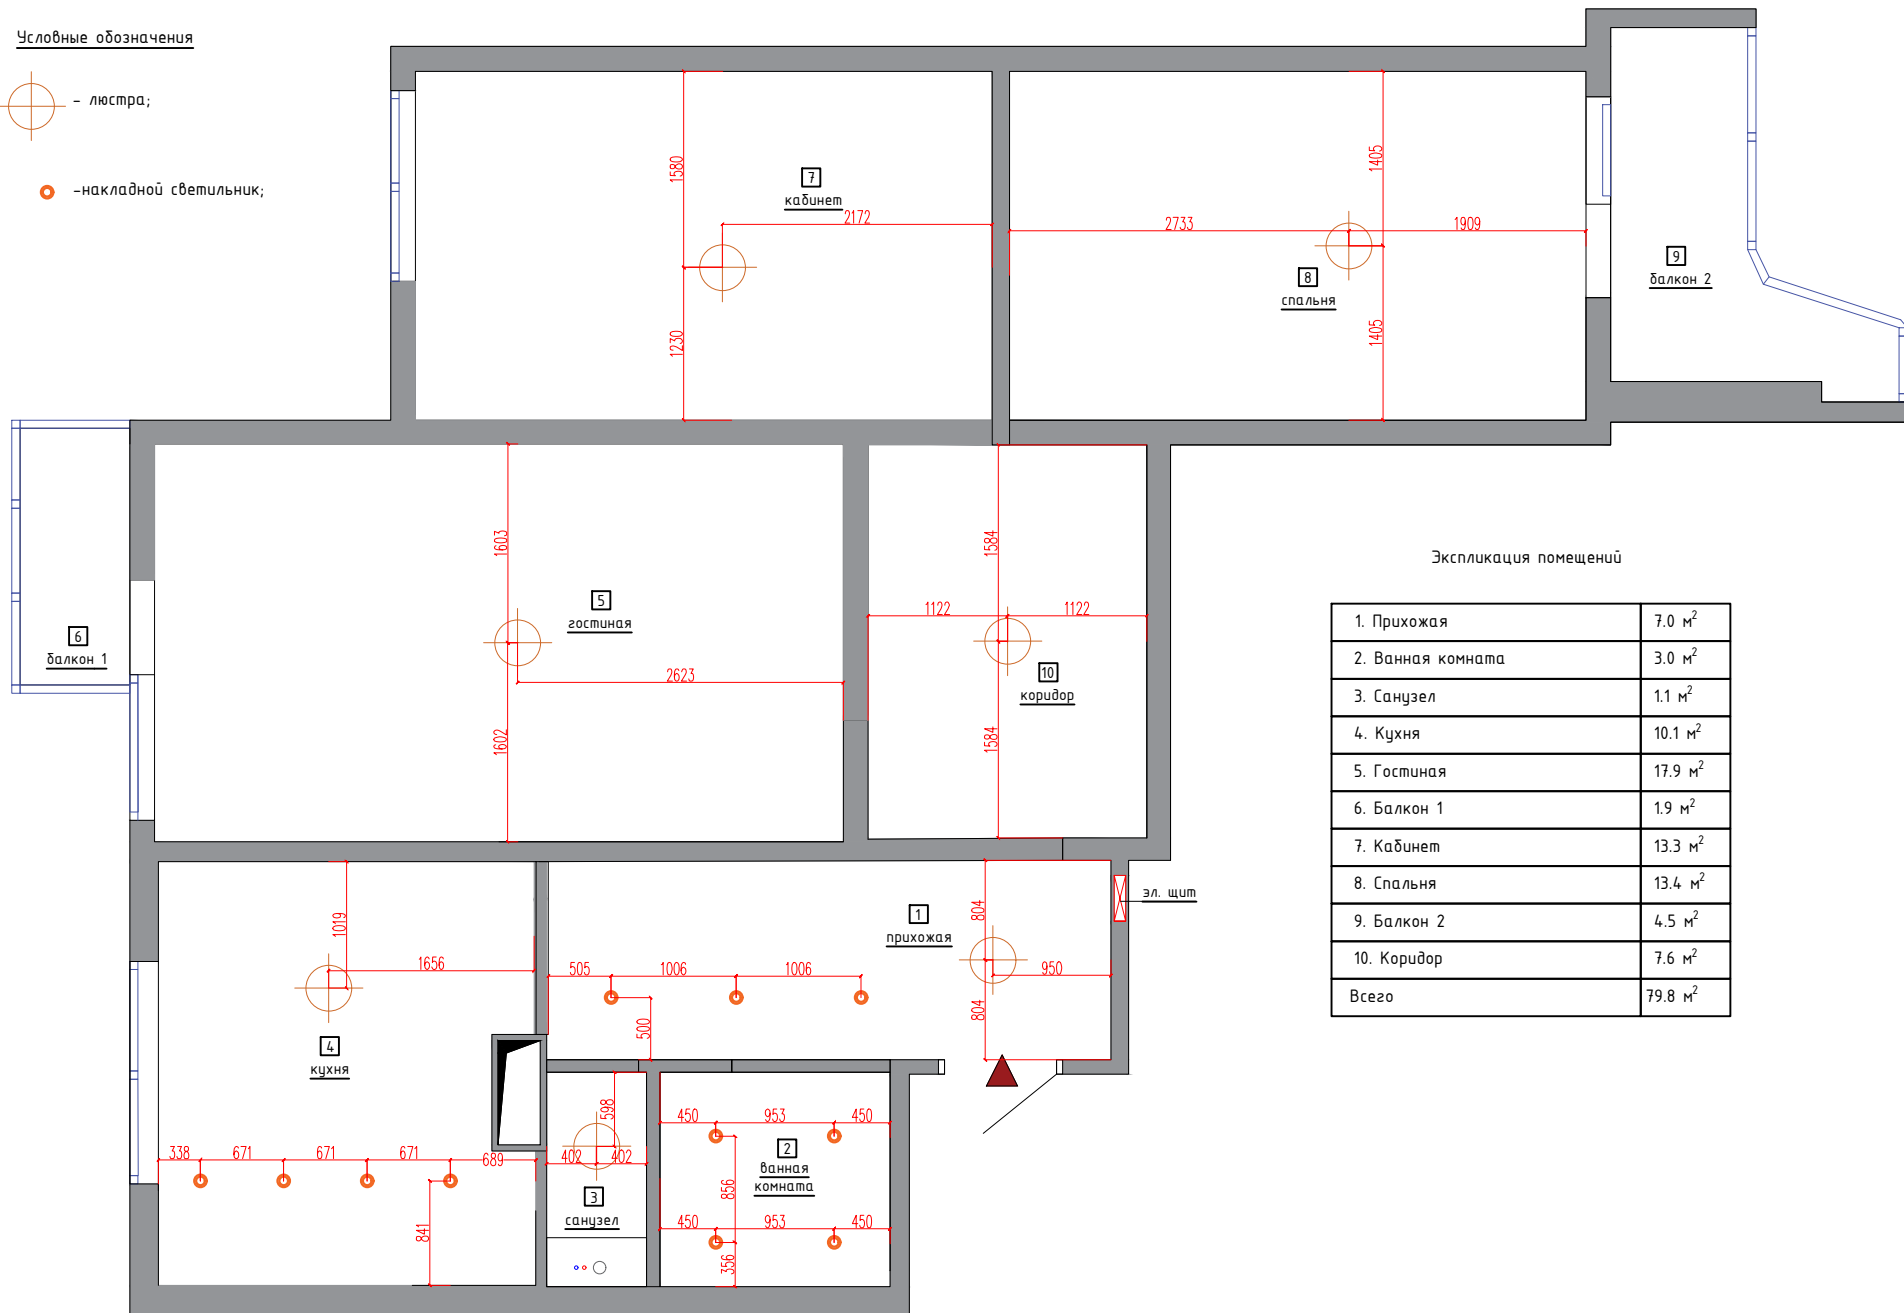 Условные обозначения
- люстра;
-накладной светильник;
1580
7
кабинет
2172
1230
1405
2733
1909
8
спальня
1405
9
балкон 2
1603
5
гостиная
2623
1602
6
балкон 1
1584
1122
1122
10
коридор
1584
Экспликация помещений
1. Прихожая 7.0 м²
2. Ванная комната 3.0 м²
3. Санузел 1.1 м²
4. Кухня 10.1 м²
5. Гостиная 17.9 м²
6. Балкон 1 1.9 м²
7. Кабинет 13.3 м²
8. Спальня 13.4 м²
9. Балкон 2 4.5 м²
10. Коридор 7.6 м²
Всего 79.8 м²
эл. щит
1019
1656
4
кухня
338
671
671
671
689
841
1
прихожая
804
950
804
505
1006
1006
500
598
402
402
3
санузел
450
953
450
2
ванная
комната
856
450
953
450
356